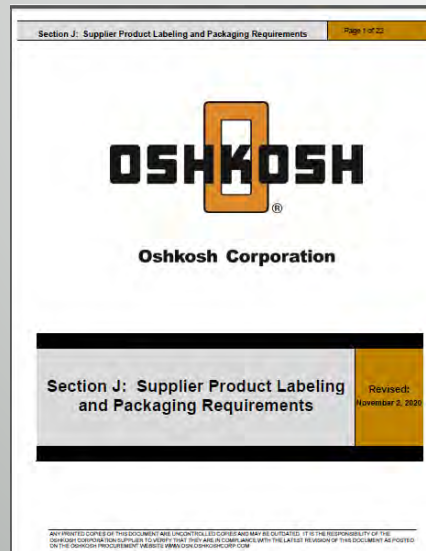 Section J: Supplier Product Labeling and Packaging Requirements
Page 1 of 22
OSHKOSH
®
Oshkosh Corporation
Section J: Supplier Product Labeling
and Packaging Requirements
Revised:
November 2, 2020
ANY PRINTED COPIES OF THIS DOCUMENT ARE UNCONTROLLED COPIES AND MAY BE OUTDATED. IT IS THE RESPONSIBILITY OF THE
OSHKOSH CORPORATION SUPPLIER TO VERIFY THAT THEY ARE IN COMPLIANCE WITH THE LATEST REVISION OF THIS DOCUMENT AS POSTED
ON THE OSHKOSH PROCUREMENT WEBSITE WWW.OSN.OSHKOSHCORP.COM